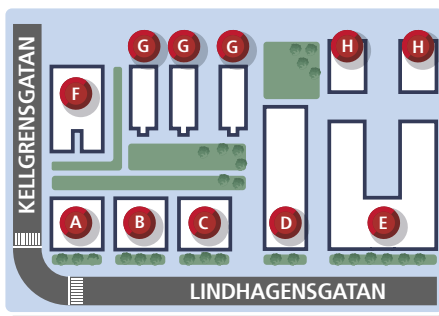 G G G H H
F
KELLGRENSGATAN
A B C D E
LINDHAGENSGATAN